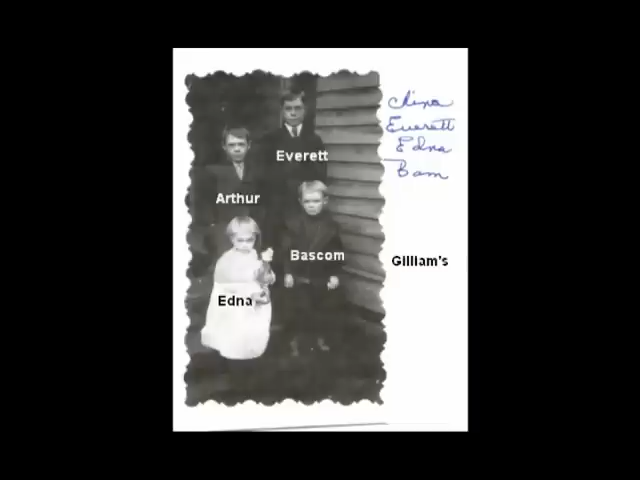 Everett
Edna
Bam
Everett
Arthur
Bascom
Gilliam's
Edna